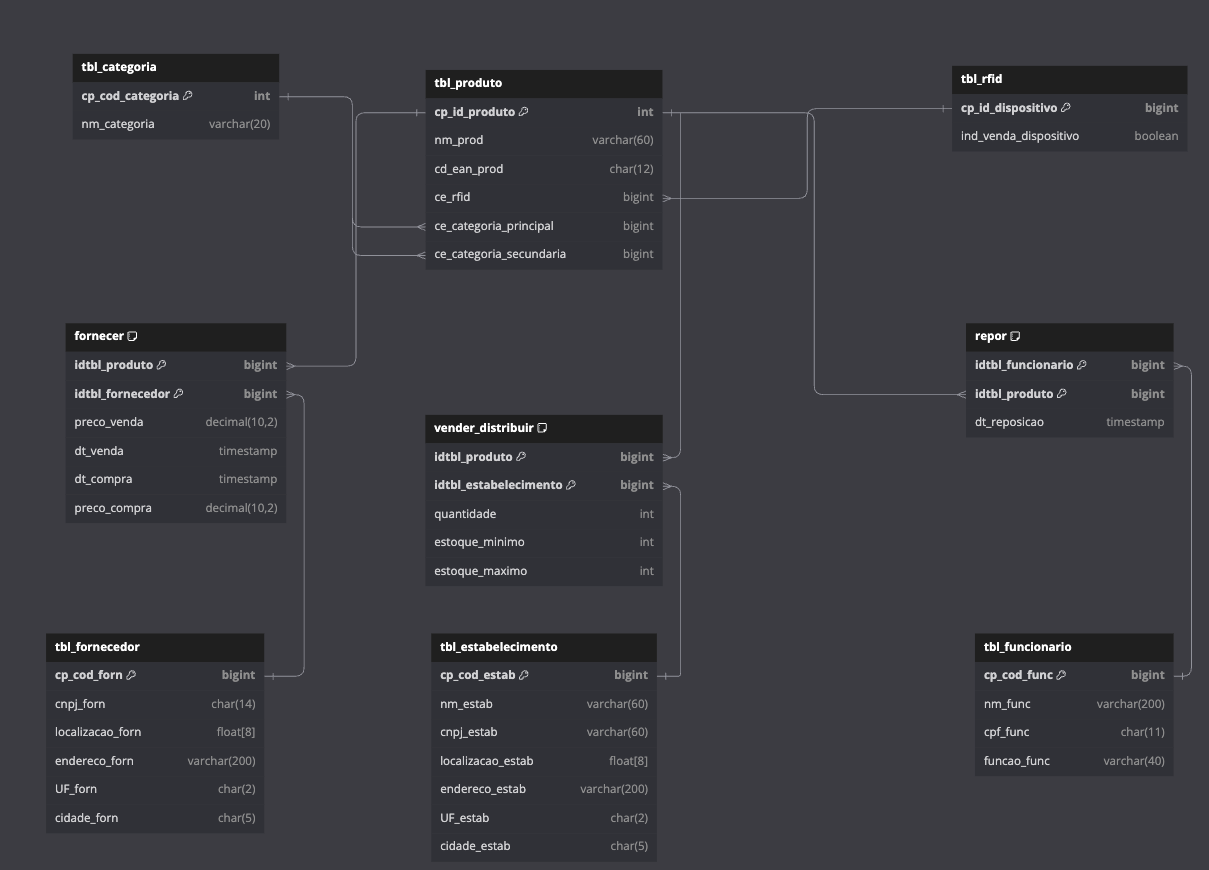 tbl_categoria
cp_cod_categoria int
nm_categoria varchar(20)
tbl_produto
cp_id_produto int
nm_prod varchar(60)
cd_ean_prod char(12)
ce_rfid bigint
ce_categoria_principal bigint
ce_categoria_secundaria bigint
tbl_rfid
cp_id_dispositivo bigint
ind_venda_dispositivo boolean
fornecer
idtbl_produto bigint
idtbl_fornecedor bigint
preco_venda decimal(10,2)
dt_venda timestamp
dt_compra timestamp
preco_compra decimal(10,2)
vender_distribuir
idtbl_produto bigint
idtbl_estabelecimento bigint
quantidade int
estoque_minimo int
estoque_maximo int
repor
idtbl_funcionario bigint
idtbl_produto bigint
dt_reposicao timestamp
tbl_fornecedor
cp_cod_forn bigint
cnpj_forn char(14)
localizacao_forn float[8]
endereco_forn varchar(200)
UF_forn char(2)
cidade_forn char(5)
tbl_estabelecimento
cp_cod_estab bigint
nm_estab varchar(60)
cnpj_estab varchar(60)
localizacao_estab float[8]
endereco_estab varchar(200)
UF_estab char(2)
cidade_estab char(5)
tbl_funcionario
cp_cod_func bigint
nm_func varchar(200)
cpf_func char(11)
funcao_func varchar(40)